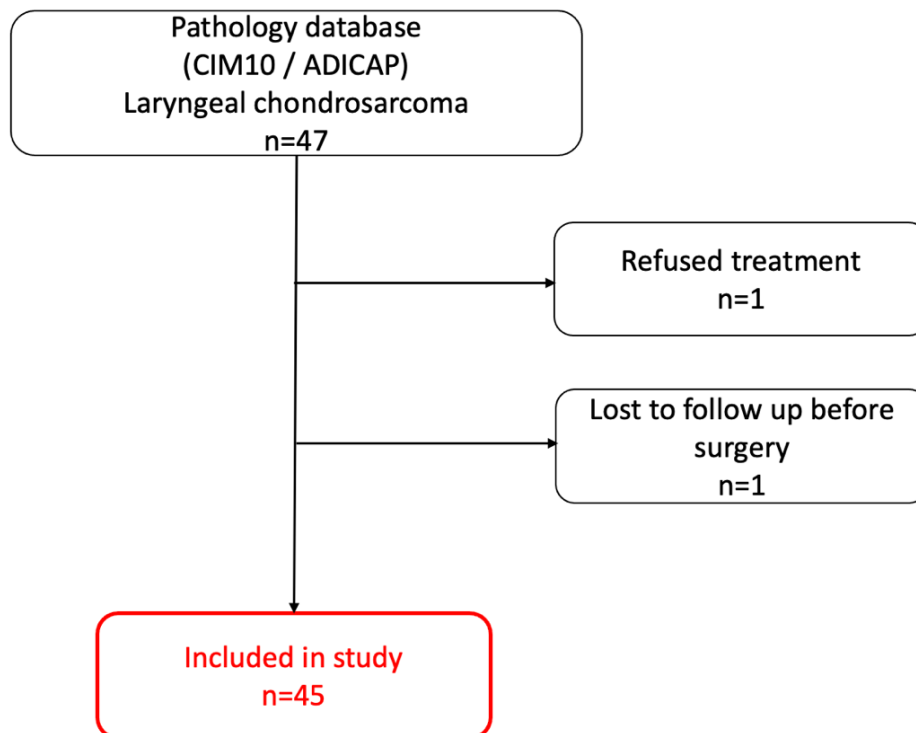 Pathology database
(CIM10 / ADICAP)
Laryngeal chondrosarcoma
n=47
Refused treatment
n=1
Lost to follow up before
surgery
n=1
Included in study
n=45